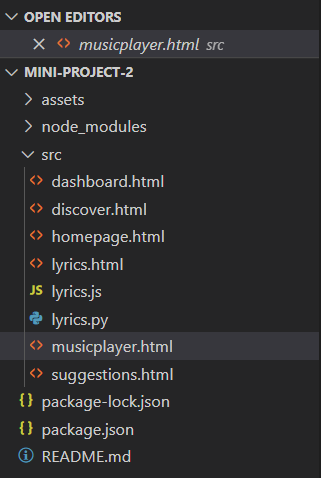 OPEN EDITORS
musicplayer.html src
MINI-PROJECT-2
assets
node_modules
src
dashboard.html
discover.html
homepage.html
lyrics.html
JS lyrics.js
lyrics.py
musicplayer.html
suggestions.html
{} package-lock.json
{} package.json
README.md